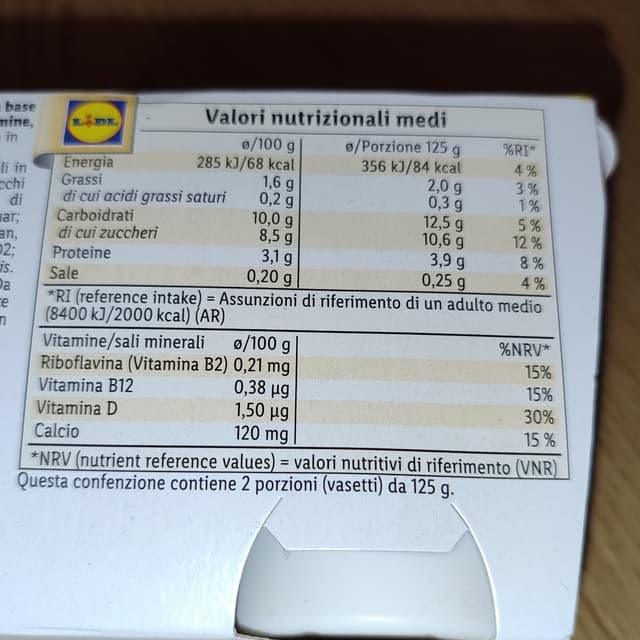 base
mine,
in
LIDL
Valori nutrizionali medi
ø/100 g ø/Porzione 125 g %RI*
Energia 285 kJ/68 kcal 356 kJ/84 kcal 4 %
Grassi 1,6 g 2,0 g 3 %
di cui acidi grassi saturi 0,2 g 0,3 g 1 %
Carboidrati 10,0 g 12,5 g 5 %
di cui zuccheri 8,5 g 10,6 g 12 %
Proteine 3,1 g 3,9 g 8 %
Sale 0,20 g 0,25 g 4 %
*RI (reference intake) = Assunzioni di riferimento di un adulto medio
(8400 kJ/2000 kcal) (AR)
Vitamine/sali minerali ø/100 g %NRV*
Riboflavina (Vitamina B2) 0,21 mg 15%
Vitamina B12 0,38 µg 15%
Vitamina D 1,50 µg 30%
Calcio 120 mg 15 %
*NRV (nutrient reference values) = valori nutritivi di riferimento (VNR)
Questa confenzione contiene 2 porzioni (vasetti) da 125 g.